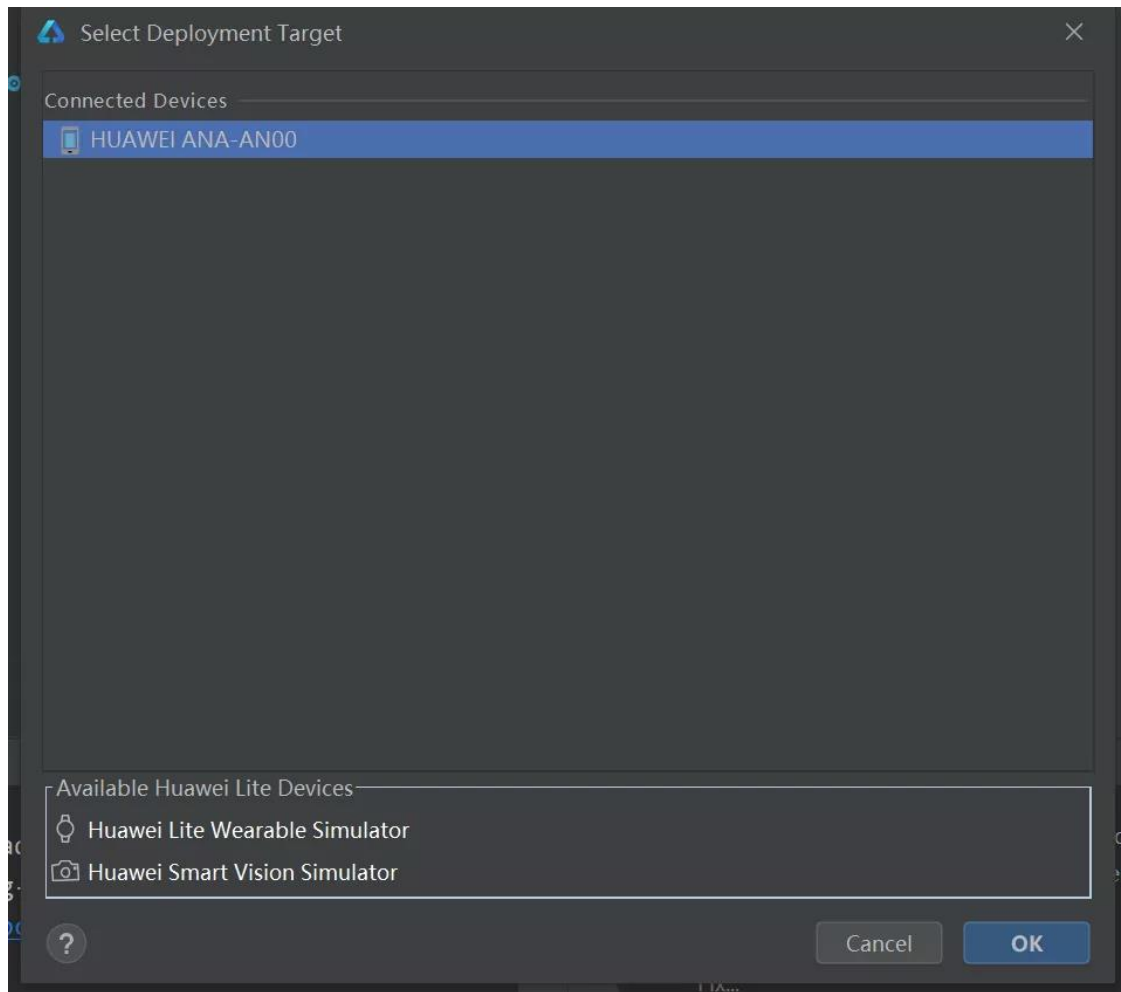 Select Deployment Target
Connected Devices
HUAWEI ANA-AN00
Available Huawei Lite Devices
Huawei Lite Wearable Simulator
Huawei Smart Vision Simulator
?
Cancel
OK